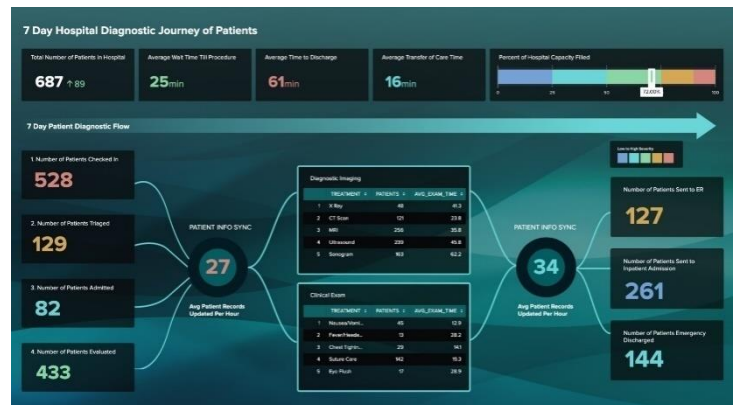 7 Day Hospital Diagnostic Journey of Patients
Total Number of Patients In Hospital
687 ↑ 89
Average Wait Time Till Procedure
25min
Average Time to Discharge
61min
Average Transfer of Care Time
16min
Percent of Hospital Capacity Filled
0 25 50 100
72.00%
7 Day Patient Diagnostic Flow
1. Number of Patients Checked In
528
2. Number of Patients Triaged
129
3. Number of Patients Admitted
82
4. Number of Patients Evaluated
433
PATIENT INFO SYNC
27
Avg Patient Records
Updated Per Hour
Diagnostic Imaging
TREATMENT PATIENTS AVG_EXAM_TIME
1 X Ray 41.3
2 CT Scan 121 23.8
3 MRI 256 35.8
4 Ultrasound 239 45.8
5 Sonogram 163 62.2
Clinical Exam
TREATMENT PATIENTS AVG_EXAM_TIME
1 Nausea/Vomi... 45 12.9
2 Fever/Heada... 13 28.2
3 Chest Tightn... 29 14.1
4 Suture Care 142 15.3
5 Eye Flush 17 28.9
PATIENT INFO SYNC
34
Avg Patient Records
Updated Per Hour
Low to High Severity
Number of Patients Sent to ER
127
Number of Patients Sent to
Inpatient Admission
261
Number of Patients Emergency
Discharged
144